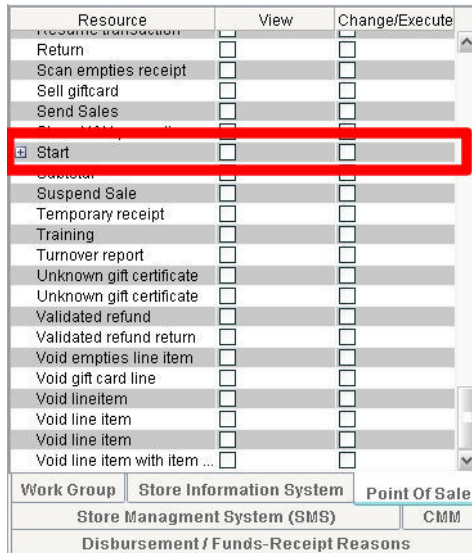 Resource View Change/Execute
Resume transaction
Return
Scan empties receipt
Sell giftcard
Send Sales
Start
Subtotal
Suspend Sale
Temporary receipt
Training
Turnover report
Unknown gift certificate
Unknown gift certificate
Validated refund
Validated refund return
Void empties line item
Void gift card line
Void lineitem
Void line item
Void line item
Void line item with item ...
Work Group Store Information System Point Of Sale
Store Managment System (SMS) CMM
Disbursement / Funds-Receipt Reasons